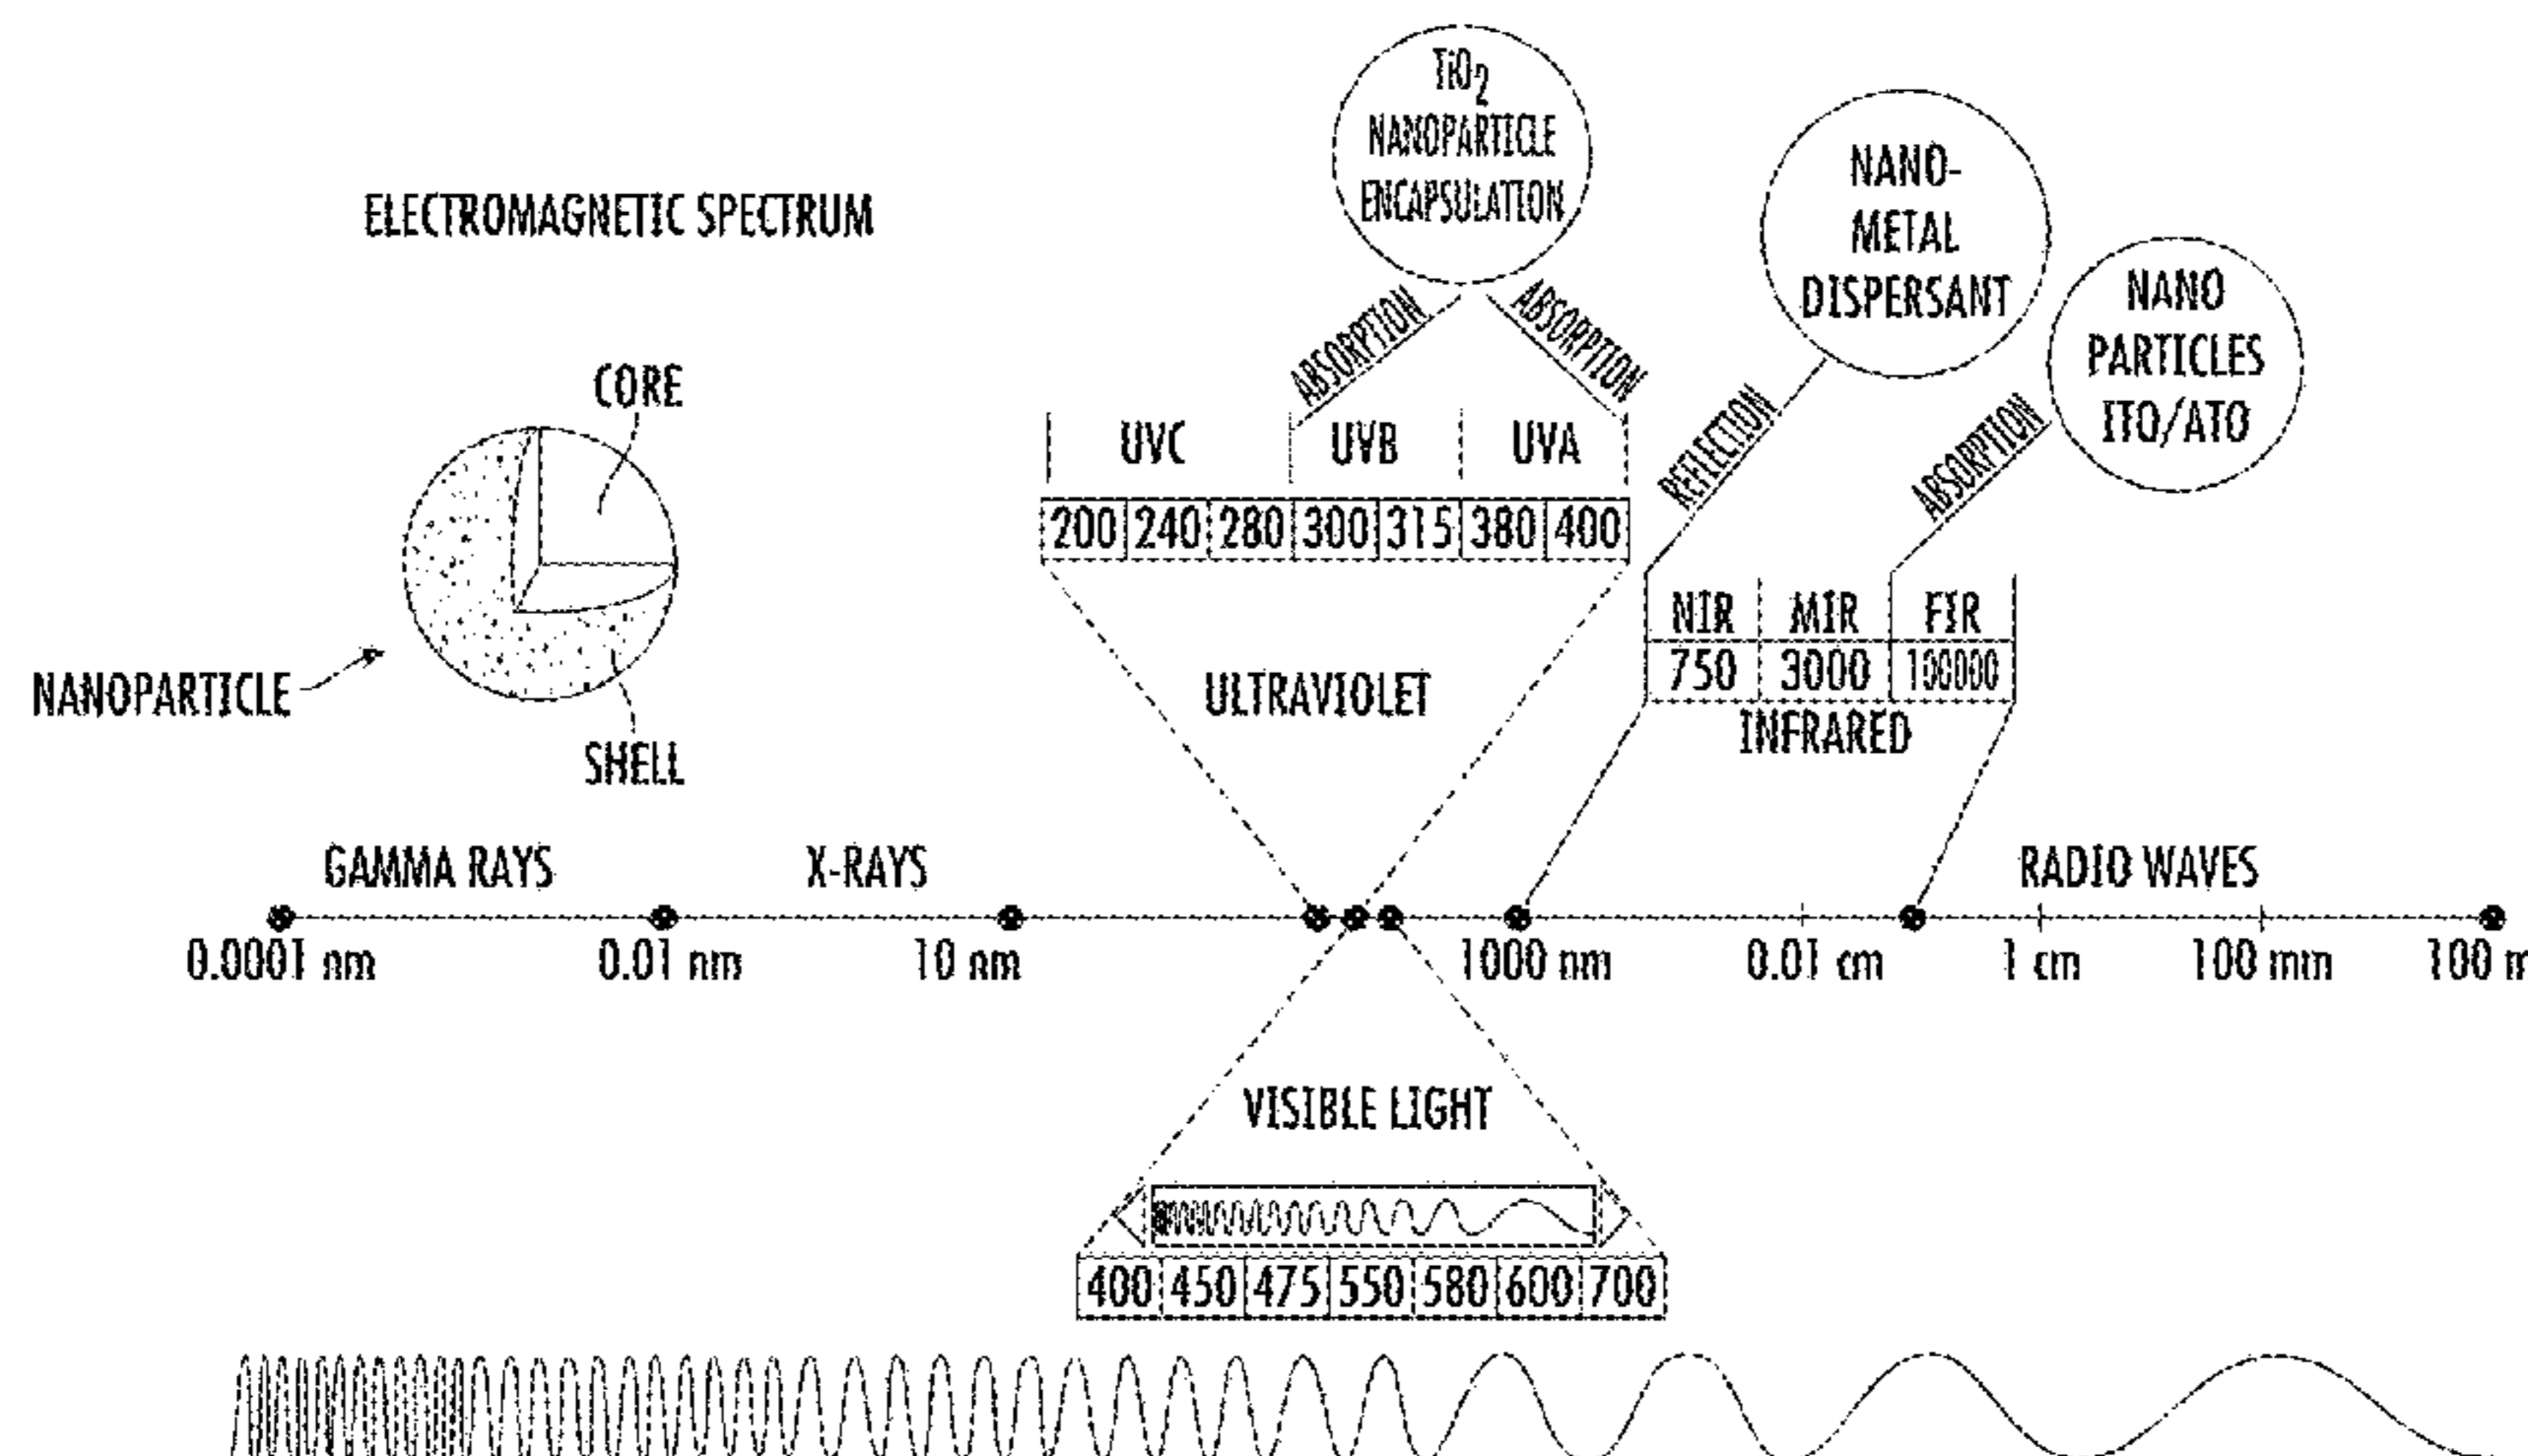 ELECTROMAGNETIC SPECTRUM
TiO2
NANOPARTICLE
ENCAPSULATION
NANO-
METAL
DISPERSANT
NANO
PARTICLES
ITO/ATO
ABSORPTION
ABSORPTION
REFLECTION
ABSORPTION
CORE
NANOPARTICLE
SHELL
UVC UVB UVA
200 240 280 300 315 380 400
ULTRAVIOLET
NIR MIR FIR
750 3000 100000
INFRARED
GAMMA RAYS X-RAYS RADIO WAVES
0.0001 nm 0.01 nm 10 nm 1000 nm 0.01 cm 1 cm 100 mm 100 m
VISIBLE LIGHT
400 450 475 550 580 600 700